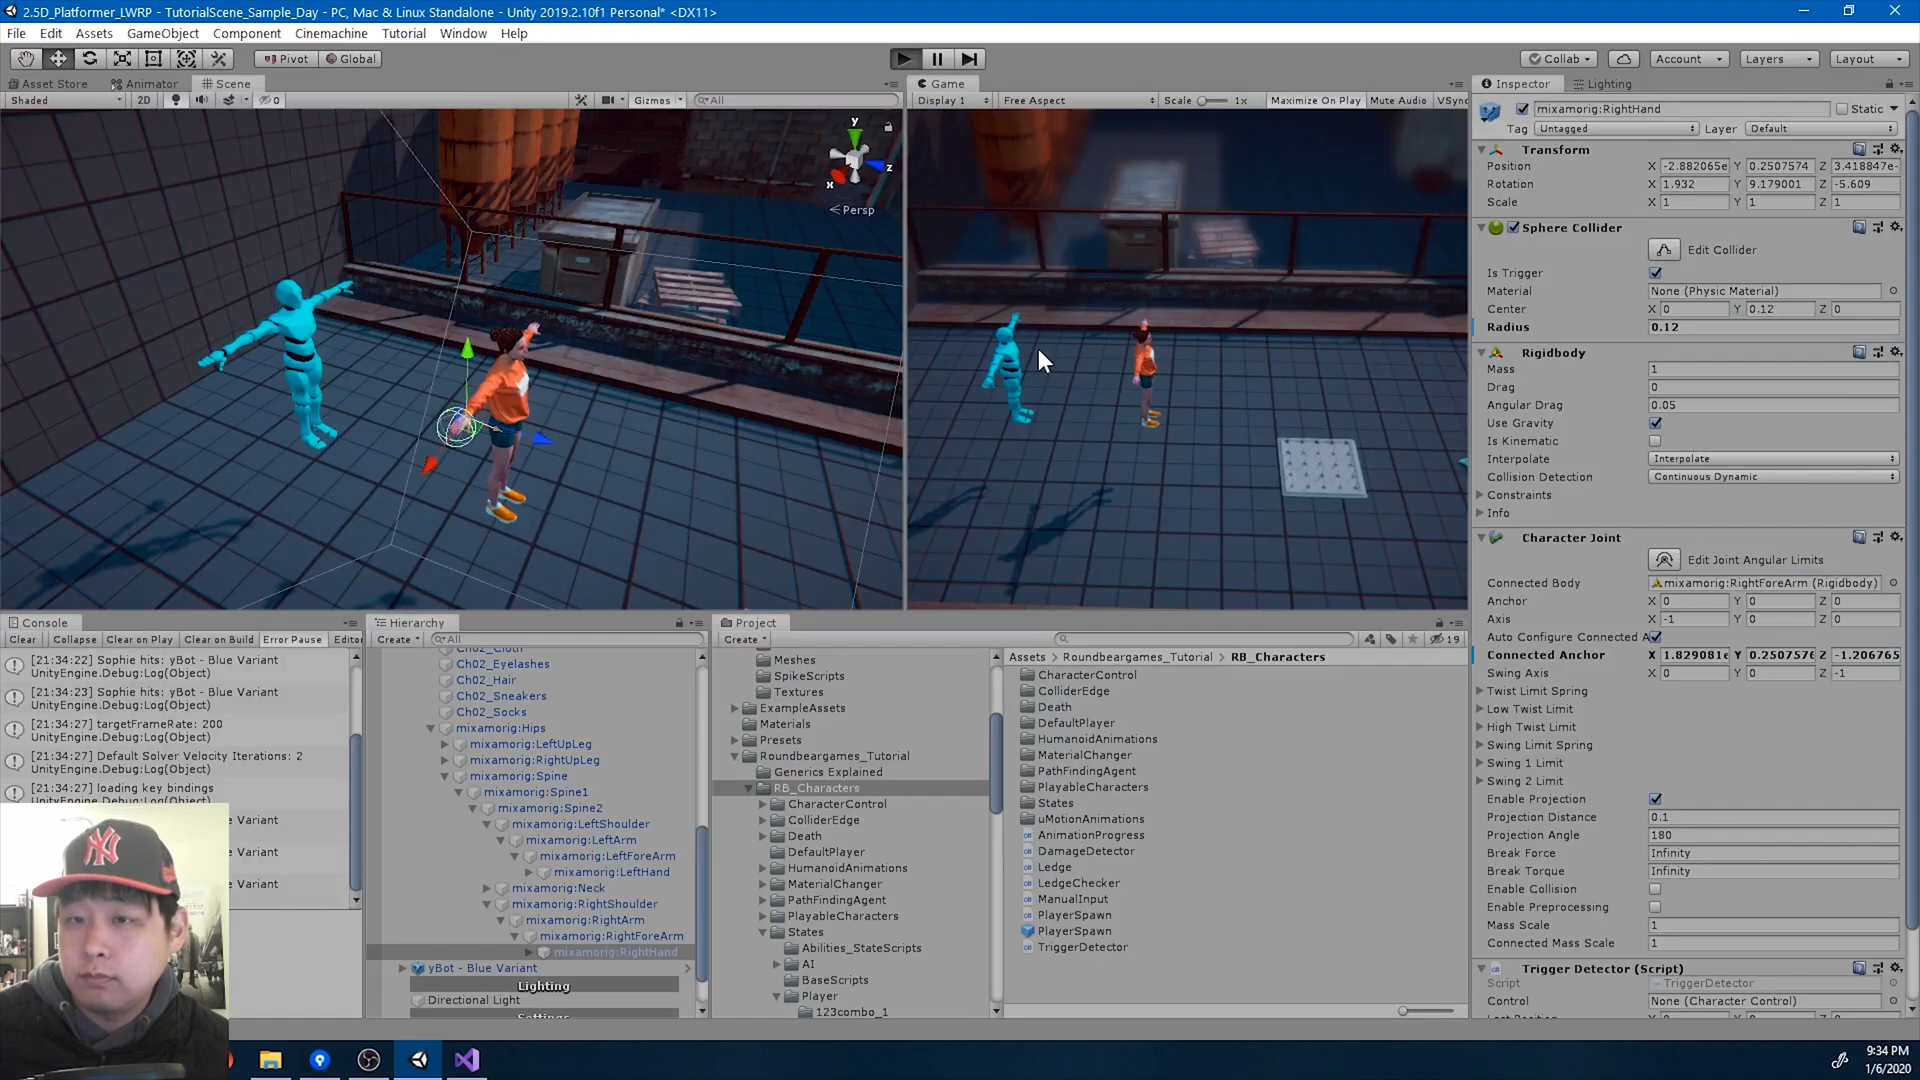 2.5D_Platformer_LWRP - TutorialScene_Sample_Day - PC, Mac & Linux Standalone - Unity 2019.2.10f1 Personal* <DX11>
File Edit Assets GameObject Component Cinemachine Tutorial Window Help
Pivot Global Collab Account Layers Layout
Asset Store Animator Scene
Shaded 2D 0 Gizmos All
y
x
z
Persp
Game
Display 1 Free Aspect Scale 1x Maximize On Play Mute Audio VSync
Console
Clear Collapse Clear on Play Clear on Build Error Pause Editor
[21:34:22] Sophie hits: yBot - Blue Variant
UnityEngine.Debug:Log(Object)
[21:34:23] Sophie hits: yBot - Blue Variant
UnityEngine.Debug:Log(Object)
[21:34:27] targetFrameRate: 200
UnityEngine.Debug:Log(Object)
[21:34:27] Default Solver Velocity Iterations: 2
UnityEngine.Debug:Log(Object)
[21:34:27] loading key bindings
e Variant
e Variant
e Variant
Hierarchy
Create All
Ch02_Cloth
Ch02_Eyelashes
Ch02_Hair
Ch02_Sneakers
Ch02_Socks
mixamorig:Hips
mixamorig:LeftUpLeg
mixamorig:RightUpLeg
mixamorig:Spine
mixamorig:Spine1
mixamorig:Spine2
mixamorig:LeftShoulder
mixamorig:LeftArm
mixamorig:LeftForeArm
mixamorig:LeftHand
mixamorig:Neck
mixamorig:RightShoulder
mixamorig:RightArm
mixamorig:RightForeArm
mixamorig:RightHand
yBot - Blue Variant
Lighting
Directional Light
Settings
Project
Create 19
Meshes
SpikeScripts
Textures
ExampleAssets
Materials
Presets
Roundbeargames_Tutorial
Generics Explained
RB_Characters
CharacterControl
ColliderEdge
Death
DefaultPlayer
HumanoidAnimations
MaterialChanger
PathFindingAgent
PlayableCharacters
States
Abilities_StateScripts
AI
BaseScripts
Player
123combo_1
Assets Roundbeargames_Tutorial RB_Characters
CharacterControl
ColliderEdge
Death
DefaultPlayer
HumanoidAnimations
MaterialChanger
PathFindingAgent
PlayableCharacters
States
uMotionAnimations
AnimationProgress
DamageDetector
Ledge
LedgeChecker
ManualInput
PlayerSpawn
PlayerSpawn
TriggerDetector
Inspector Lighting
mixamorig:RightHand Static
Tag Untagged Layer Default
Transform
Position X -2.882065e Y 0.2507574 Z 3.418847e-
Rotation X 1.932 Y 9.179001 Z -5.609
Scale X 1 Y 1 Z 1
Sphere Collider
Edit Collider
Is Trigger
Material None (Physic Material)
Center X 0 Y 0.12 Z 0
Radius 0.12
Rigidbody
Mass 1
Drag 0
Angular Drag 0.05
Use Gravity
Is Kinematic
Interpolate Interpolate
Collision Detection Continuous Dynamic
Constraints
Info
Character Joint
Edit Joint Angular Limits
Connected Body mixamorig:RightForeArm (Rigidbody)
Anchor X 0 Y 0 Z 0
Axis X -1 Y 0 Z 0
Auto Configure Connected A
Connected Anchor X 1.829081e Y 0.2507576 Z -1.206765
Swing Axis X 0 Y 0 Z -1
Twist Limit Spring
Low Twist Limit
High Twist Limit
Swing Limit Spring
Swing 1 Limit
Swing 2 Limit
Enable Projection
Projection Distance 0.1
Projection Angle 180
Break Force Infinity
Break Torque Infinity
Enable Collision
Enable Preprocessing
Mass Scale 1
Connected Mass Scale 1
Trigger Detector (Script)
Script TriggerDetector
Control None (Character Control)
9:34 PM
1/6/2020